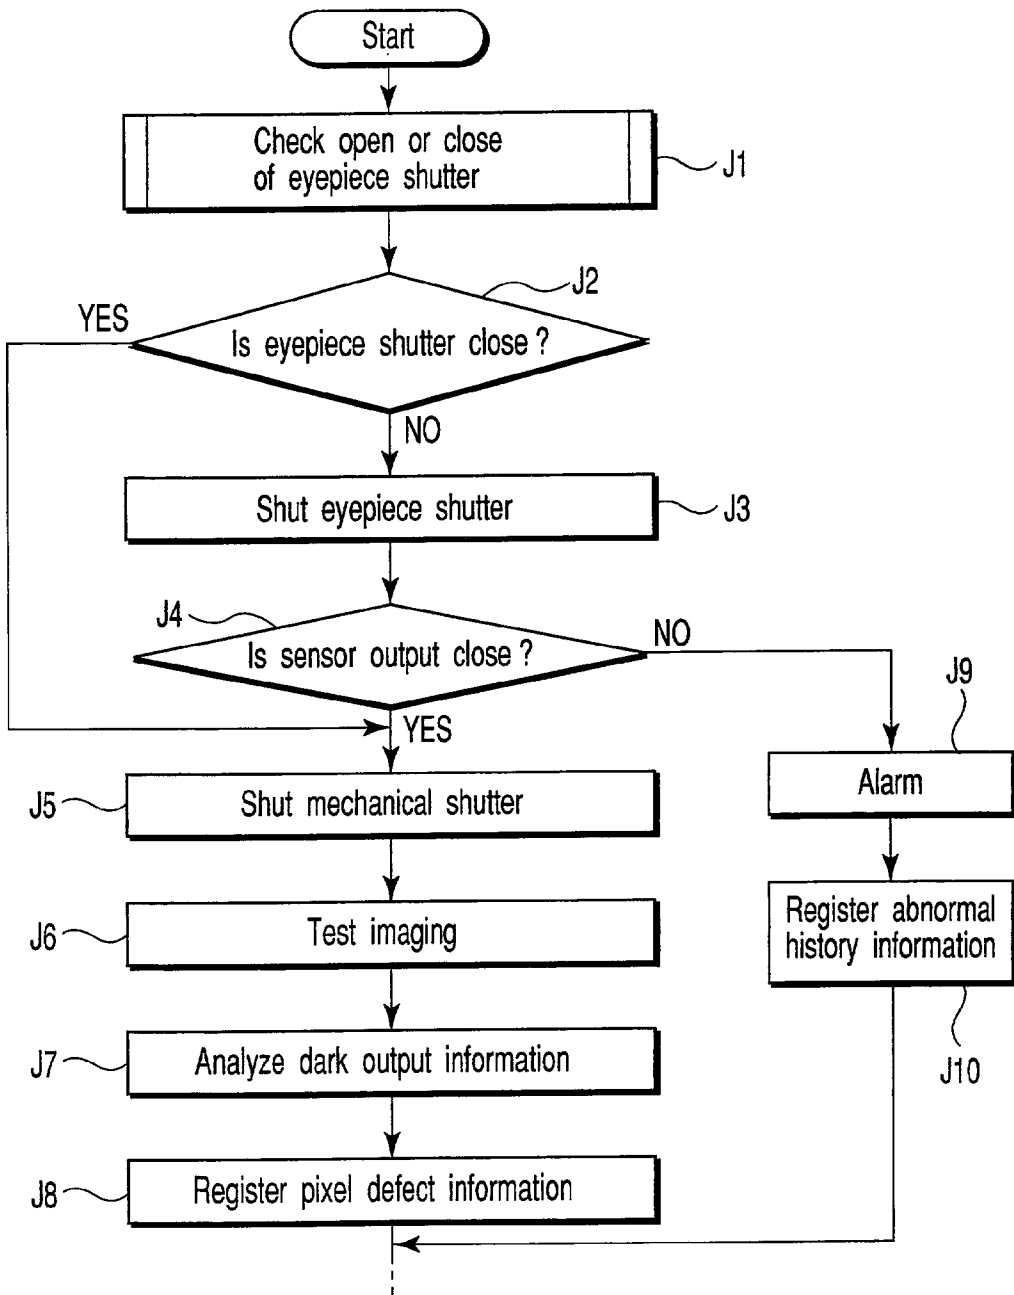 Start
Check open or close
of eyepiece shutter
J1
J2
YES
Is eyepiece shutter close ?
NO
Shut eyepiece shutter
J3
J4
NO
Is sensor output close ?
J9
YES
Alarm
J5
Shut mechanical shutter
Register abnormal
history information
J6
Test imaging
J7
Analyze dark output information
J10
J8
Register pixel defect information